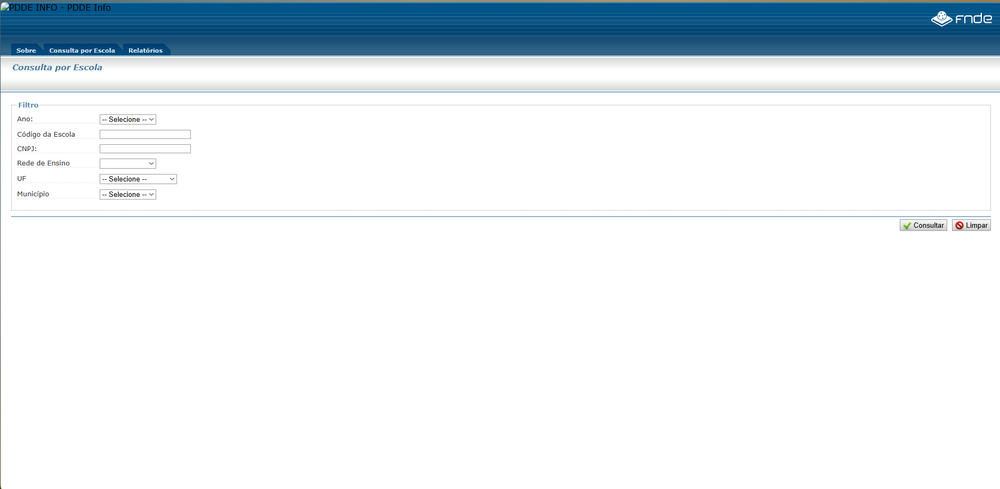 PDDE INFO - PDDE Info
fnde
Sobre Consulta por Escola Relatórios
Consulta por Escola
Filtro
Ano: -- Selecione --
Código da Escola
CNPJ:
Rede de Ensino
UF -- Selecione --
Município -- Selecione --
Consultar Limpar